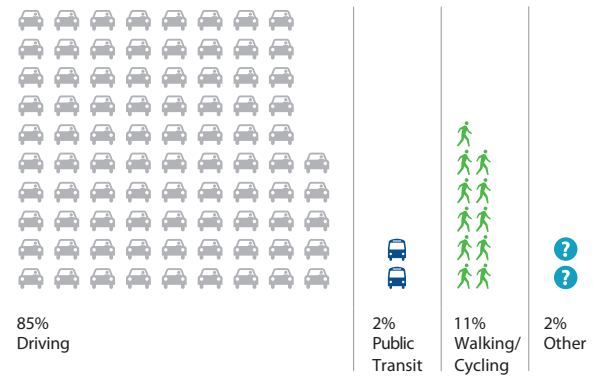 85%
Driving
2%
Public
Transit
11%
Walking/
Cycling
2%
Other
?
?